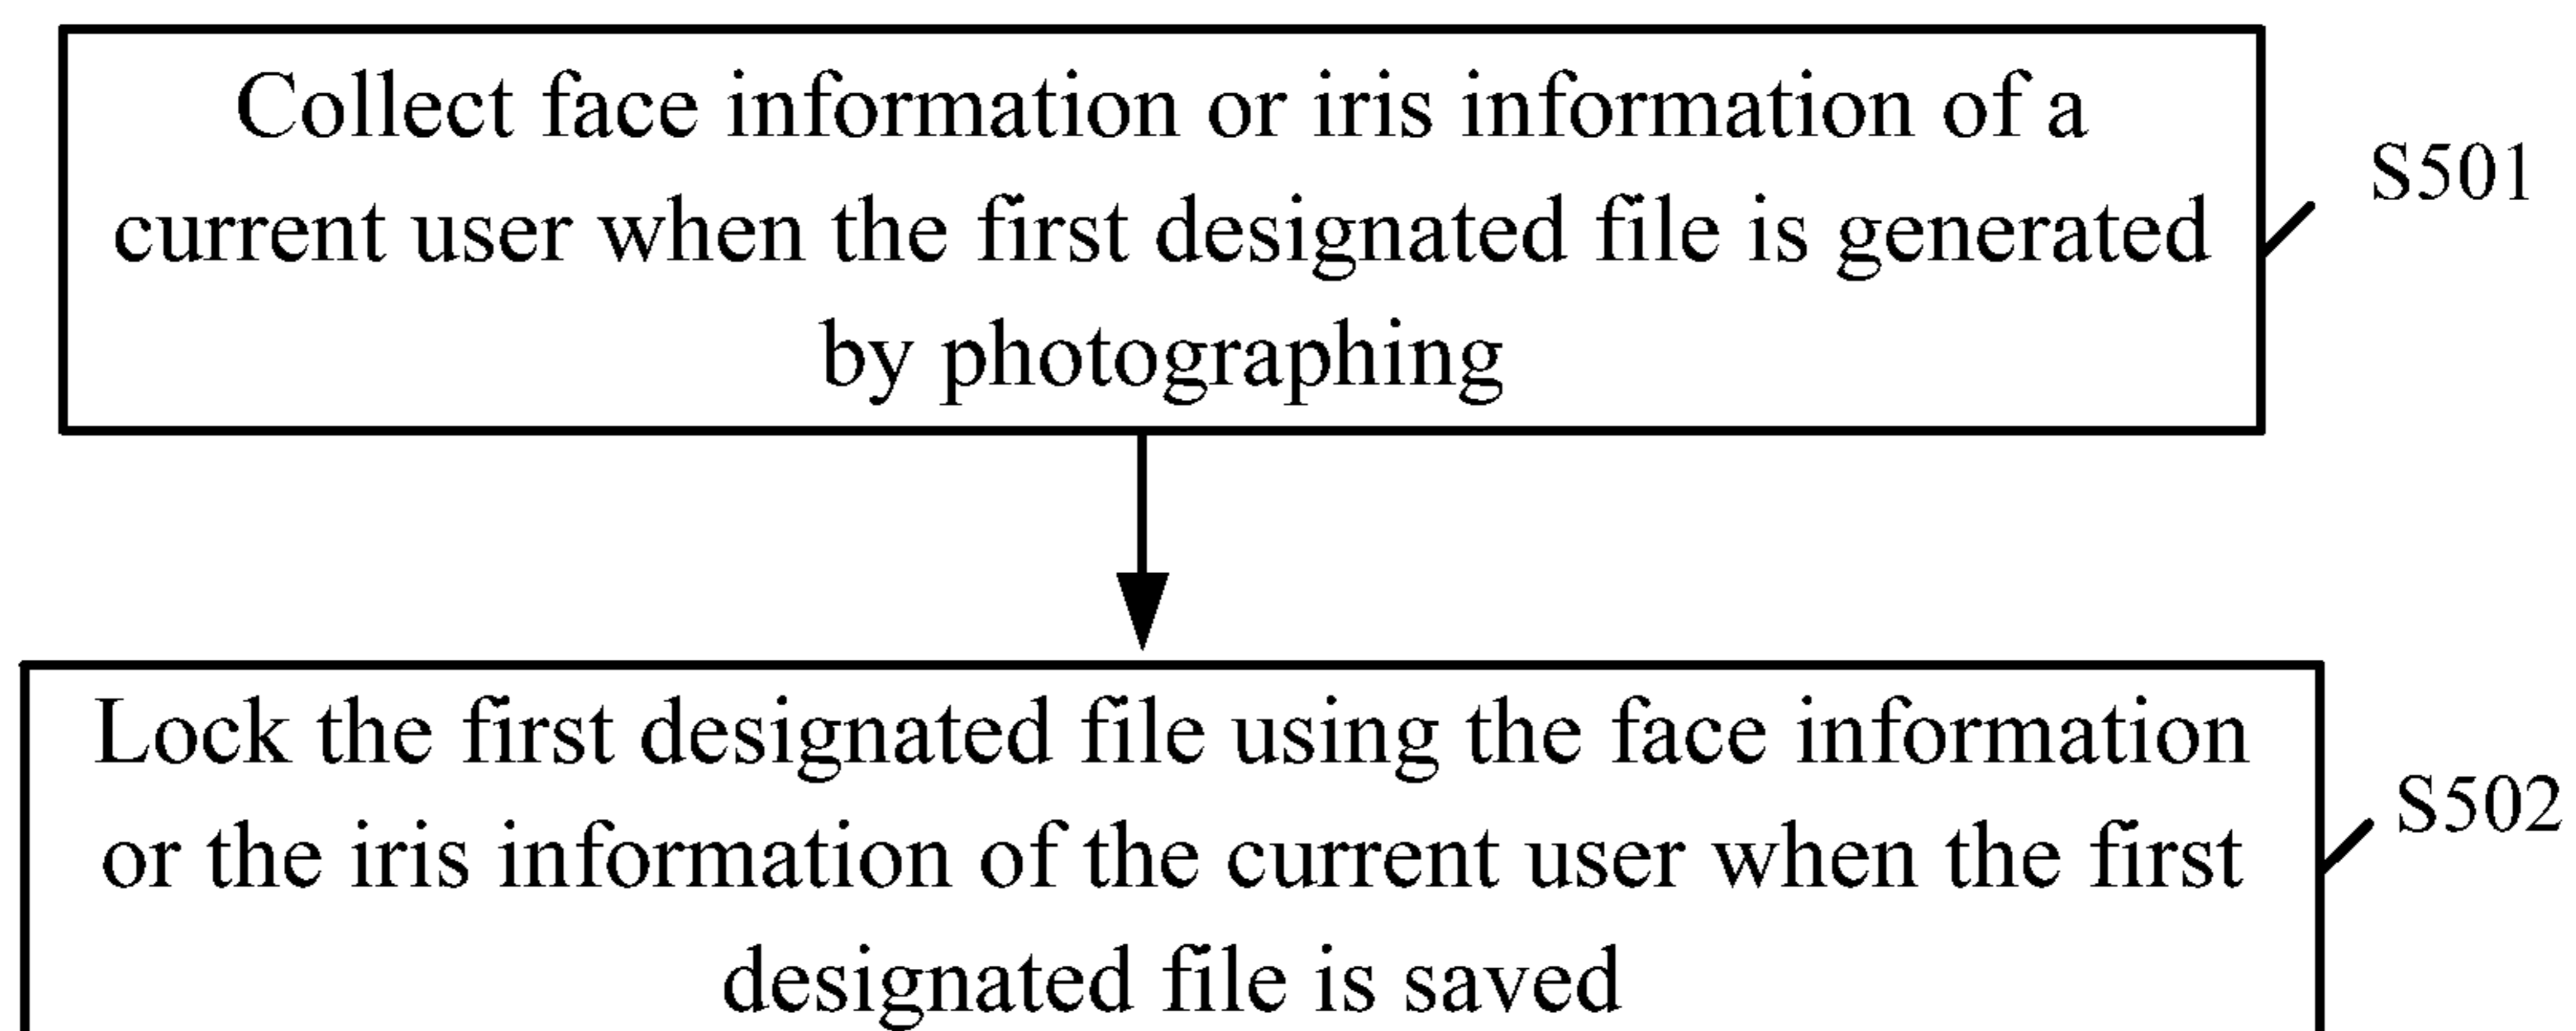 Collect face information or iris information of a
current user when the first designated file is generated
by photographing
S501
Lock the first designated file using the face information
or the iris information of the current user when the first
designated file is saved
S502